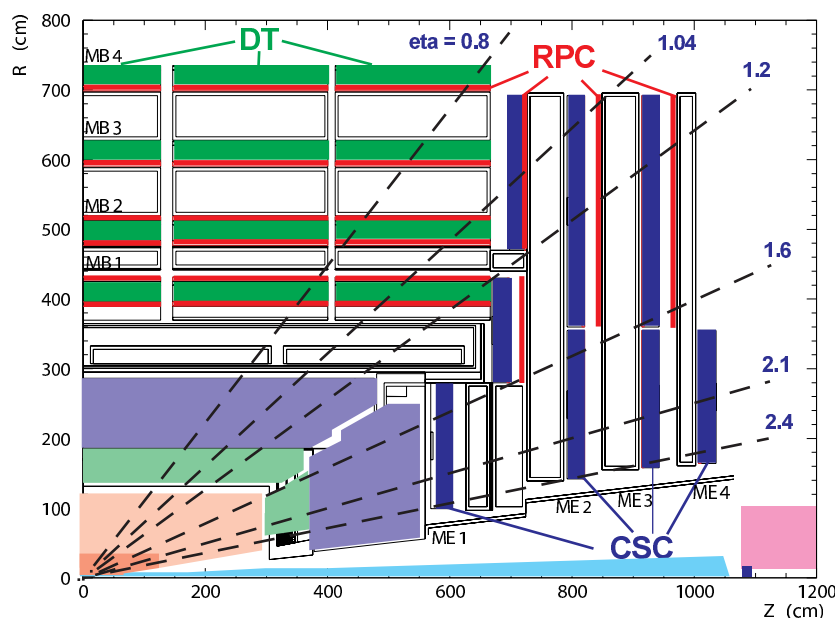 R (cm)
800
700
600
500
400
300
200
100
0
MB 4
MB 3
MB 2
MB 1
DT
eta = 0.8
1.04
RPC
1.2
1.6
2.1
2.4
ME 1
ME 2
ME 3
ME 4
CSC
0
200
400
600
800
1000
1200
Z (cm)